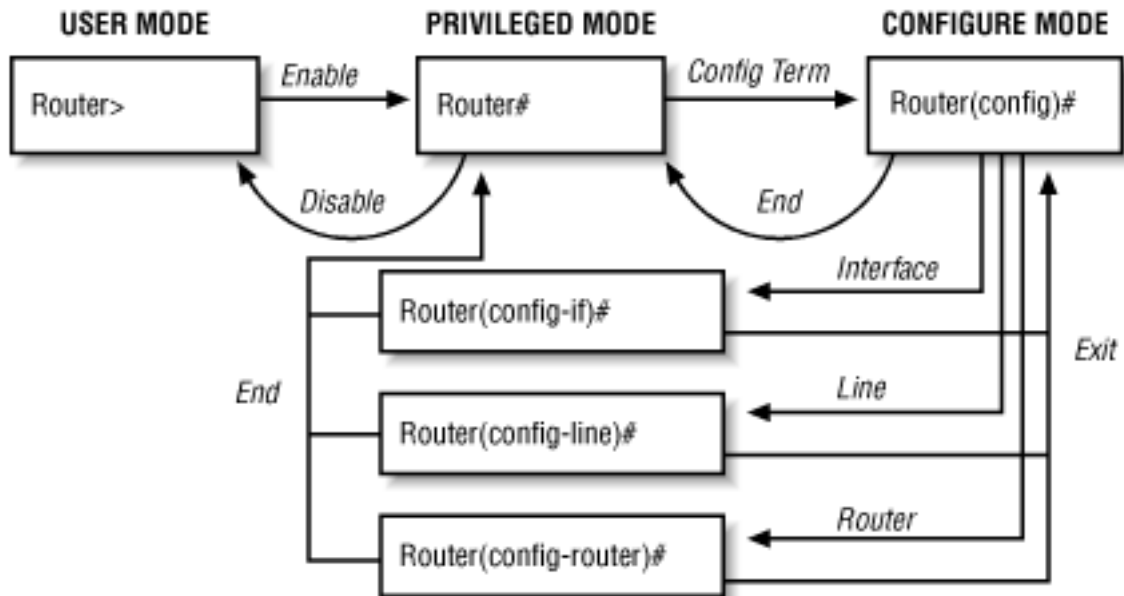 USER MODE
PRIVILEGED MODE
CONFIGURE MODE
Router>
Enable
Router#
Config Term
Router(config)#
Disable
End
Interface
Router(config-if)#
Exit
End
Line
Router(config-line)#
Router
Router(config-router)#